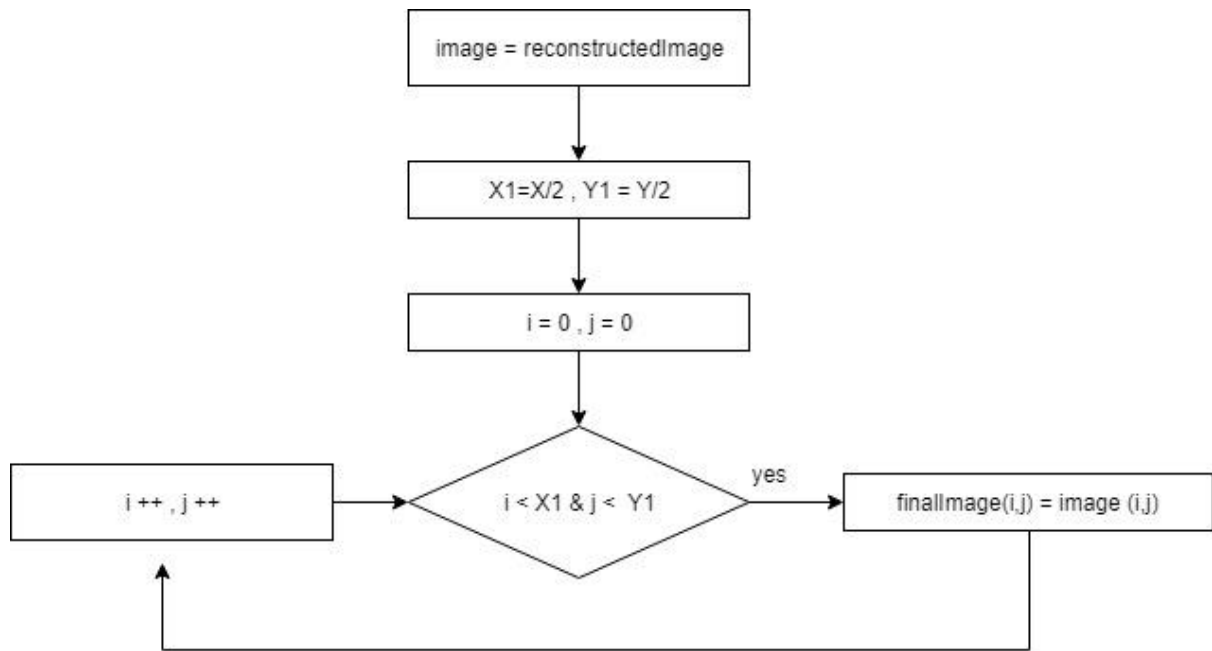 image = reconstructedImage
X1=X/2 , Y1 = Y/2
i = 0 , j = 0
i ++ , j ++
i < X1 & j < Y1
yes
finalImage(i,j) = image (i,j)